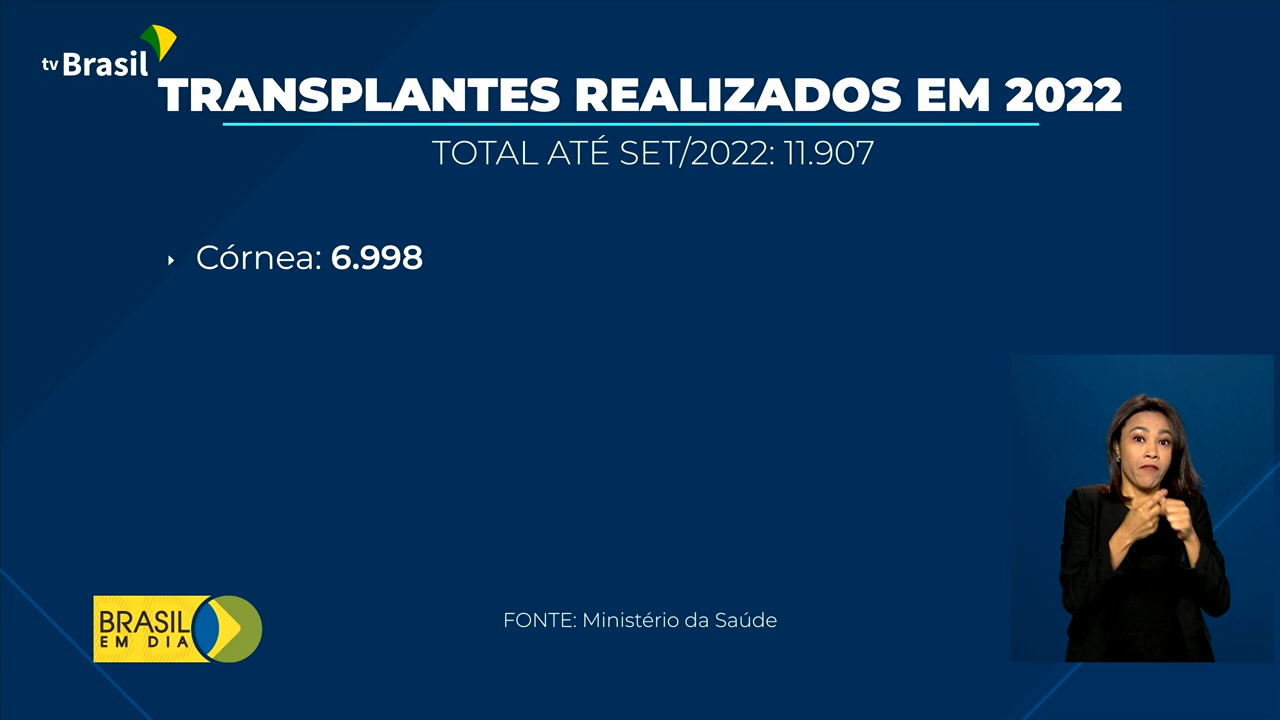 tv Brasil
TRANSPLANTES REALIZADOS EM 2022
TOTAL ATÉ SET/2022: 11.907
Córnea: 6.998
BRASIL
EM DIA
FONTE: Ministério da Saúde